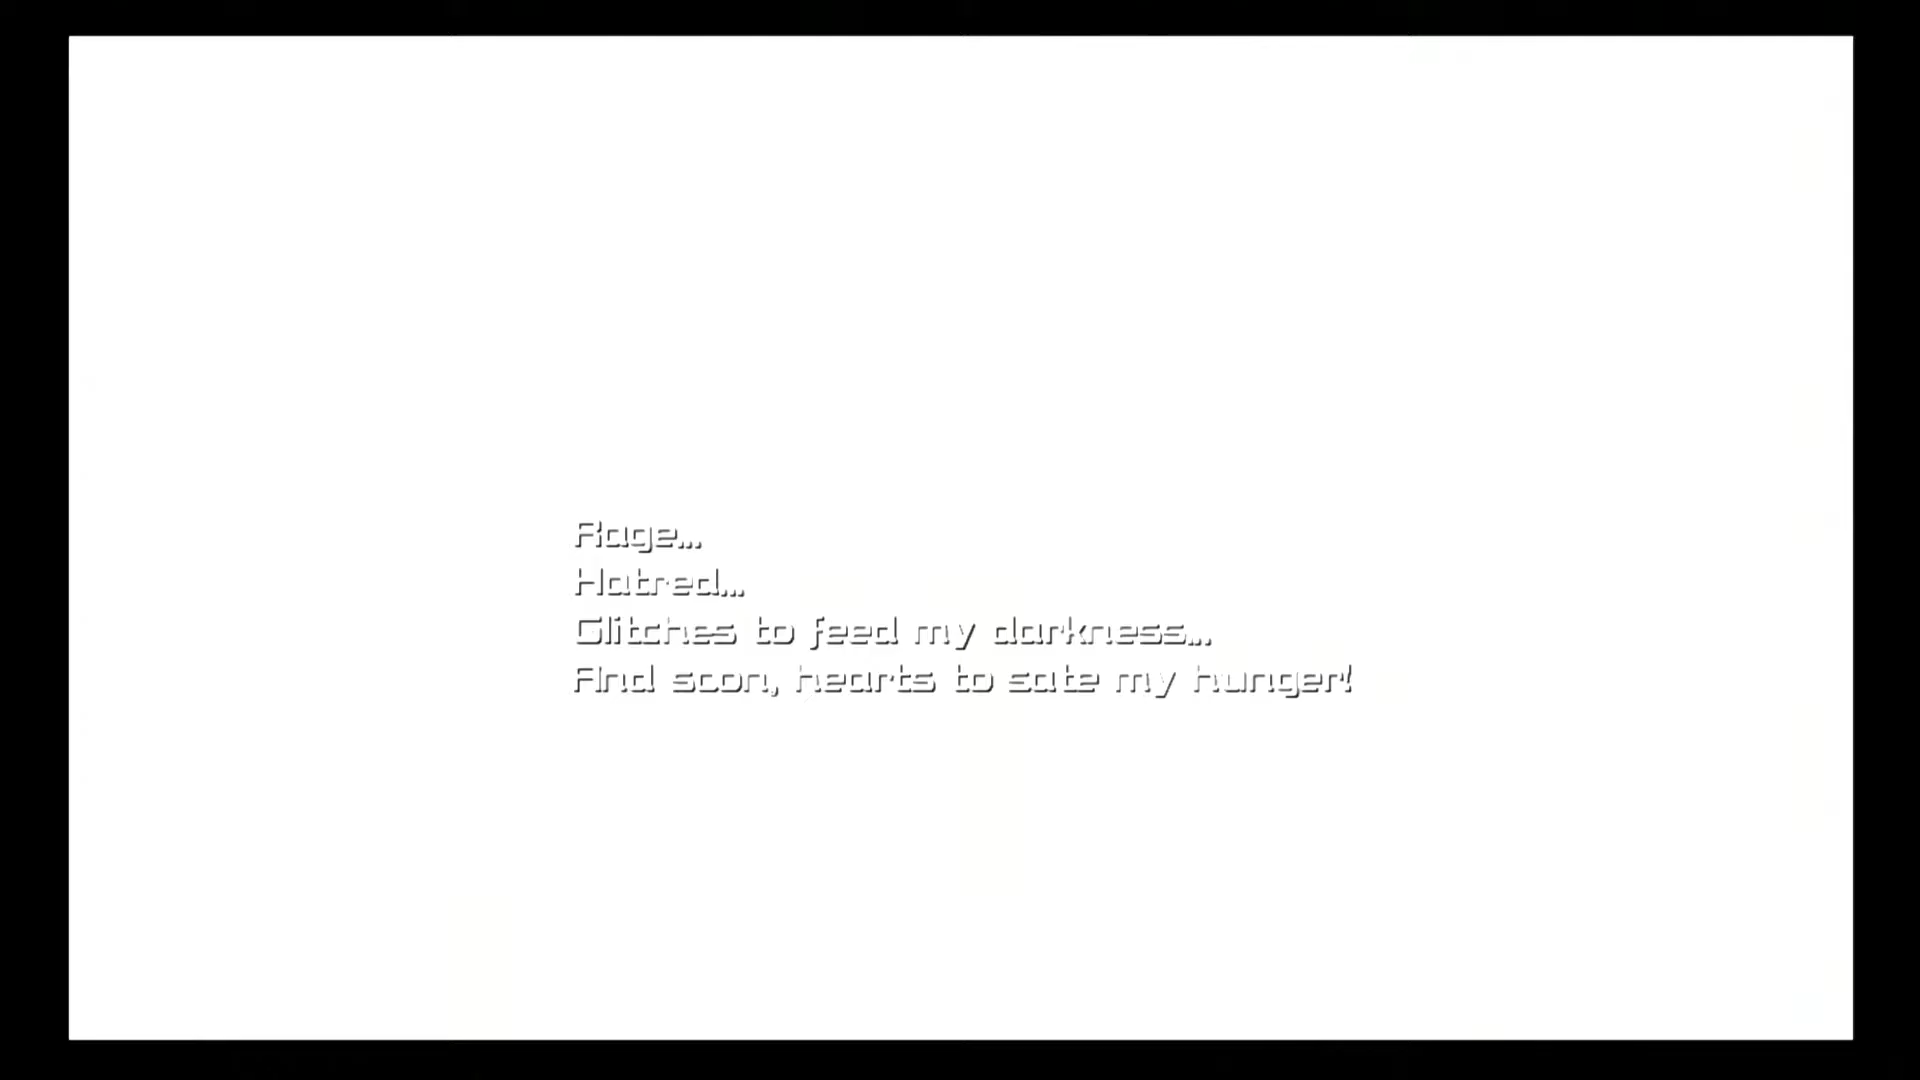 Rage...
Hatred...
Glitches to feed my darkness...
And soon, hearts to sate my hunger!